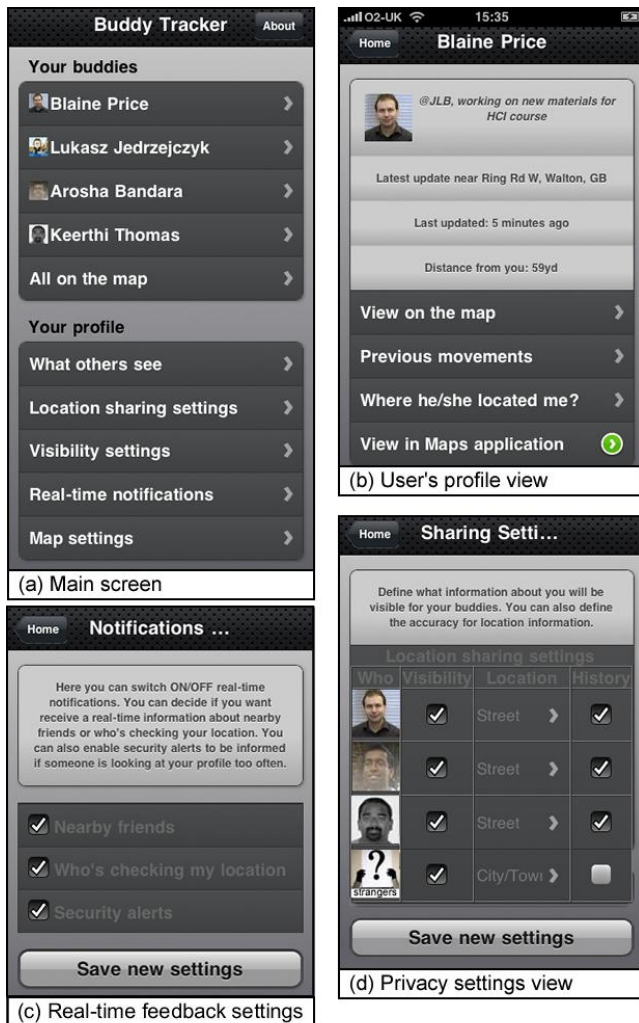 Buddy Tracker
About
Your buddies
Blaine Price
Lukasz Jedrzejczyk
Arosha Bandara
Keerthi Thomas
All on the map
Your profile
What others see
Location sharing settings
Visibility settings
Real-time notifications
Map settings
(a) Main screen
O2-UK 15:35
Home
Blaine Price
@JLB, working on new materials for
HCI course
Latest update near Ring Rd W, Walton, GB
Last updated: 5 minutes ago
Distance from you: 59yd
View on the map
Previous movements
Where he/she located me?
View in Maps application
(b) User's profile view
Home
Notifications ...
Here you can switch ON/OFF real-time
notifications. You can decide if you want
receive a real-time information about nearby
friends or who's checking your location. You
can also enable security alerts to be informed
if someone is looking at your profile too often.
Nearby friends
Who's checking my location
Security alerts
Save new settings
(c) Real-time feedback settings
Home
Sharing Setti...
Define what information about you will be
visible for your buddies. You can also define
the accuracy for location information.
Location sharing settings
Who Visibility Location History
Street
Street
Street
?
strangers
City/Tow
Save new settings
(d) Privacy settings view